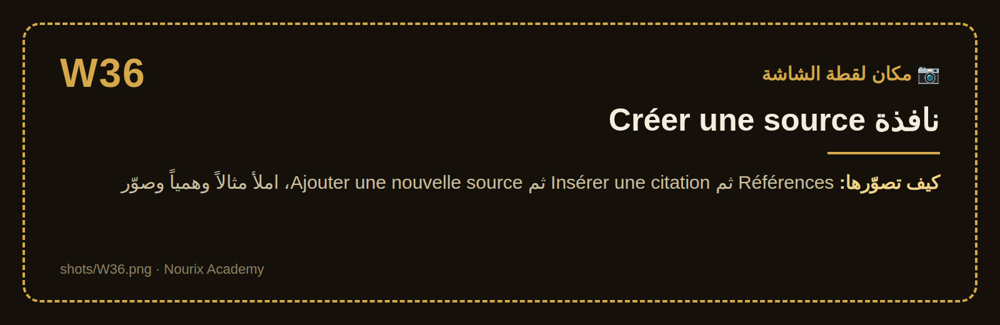 W36
📷 مكان لقطة الشاشة
نافذة Créer une source
كيف تصوّرها: Références ثم Insérer une citation ثم Ajouter une nouvelle source، املأ مثالاً وهمياً وصوّر
shots/W36.png · Nourix Academy